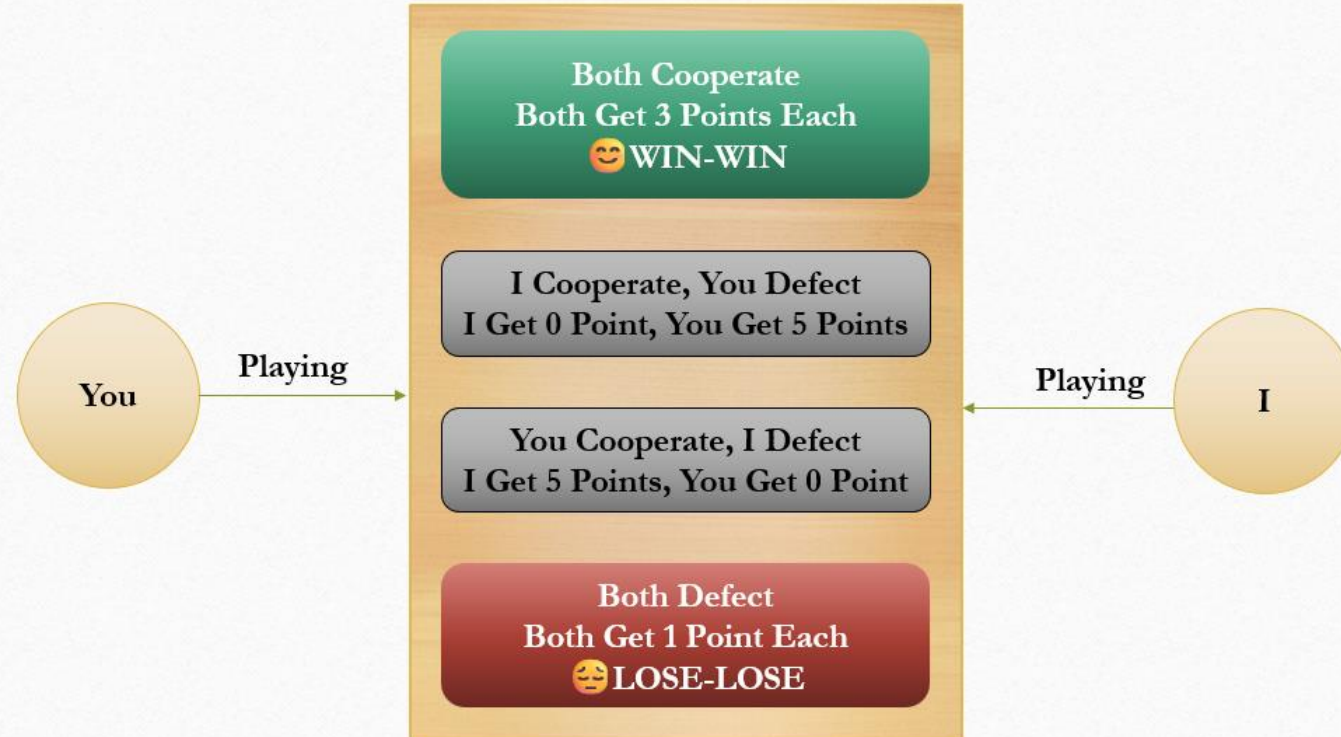 Both Cooperate
Both Get 3 Points Each
😊WIN-WIN
I Cooperate, You Defect
I Get 0 Point, You Get 5 Points
You
Playing
Playing
I
You Cooperate, I Defect
I Get 5 Points, You Get 0 Point
Both Defect
Both Get 1 Point Each
😔LOSE-LOSE